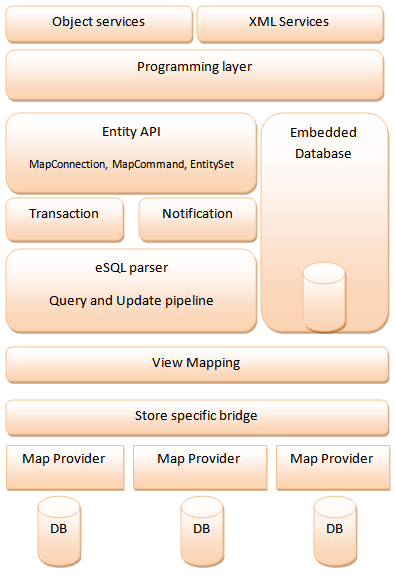 Object services
XML Services
Programming layer
Entity API
MapConnection, MapCommand, EntitySet
Embedded
Database
Transaction
Notification
eSQL parser
Query and Update pipeline
View Mapping
Store specific bridge
Map Provider
Map Provider
Map Provider
DB
DB
DB